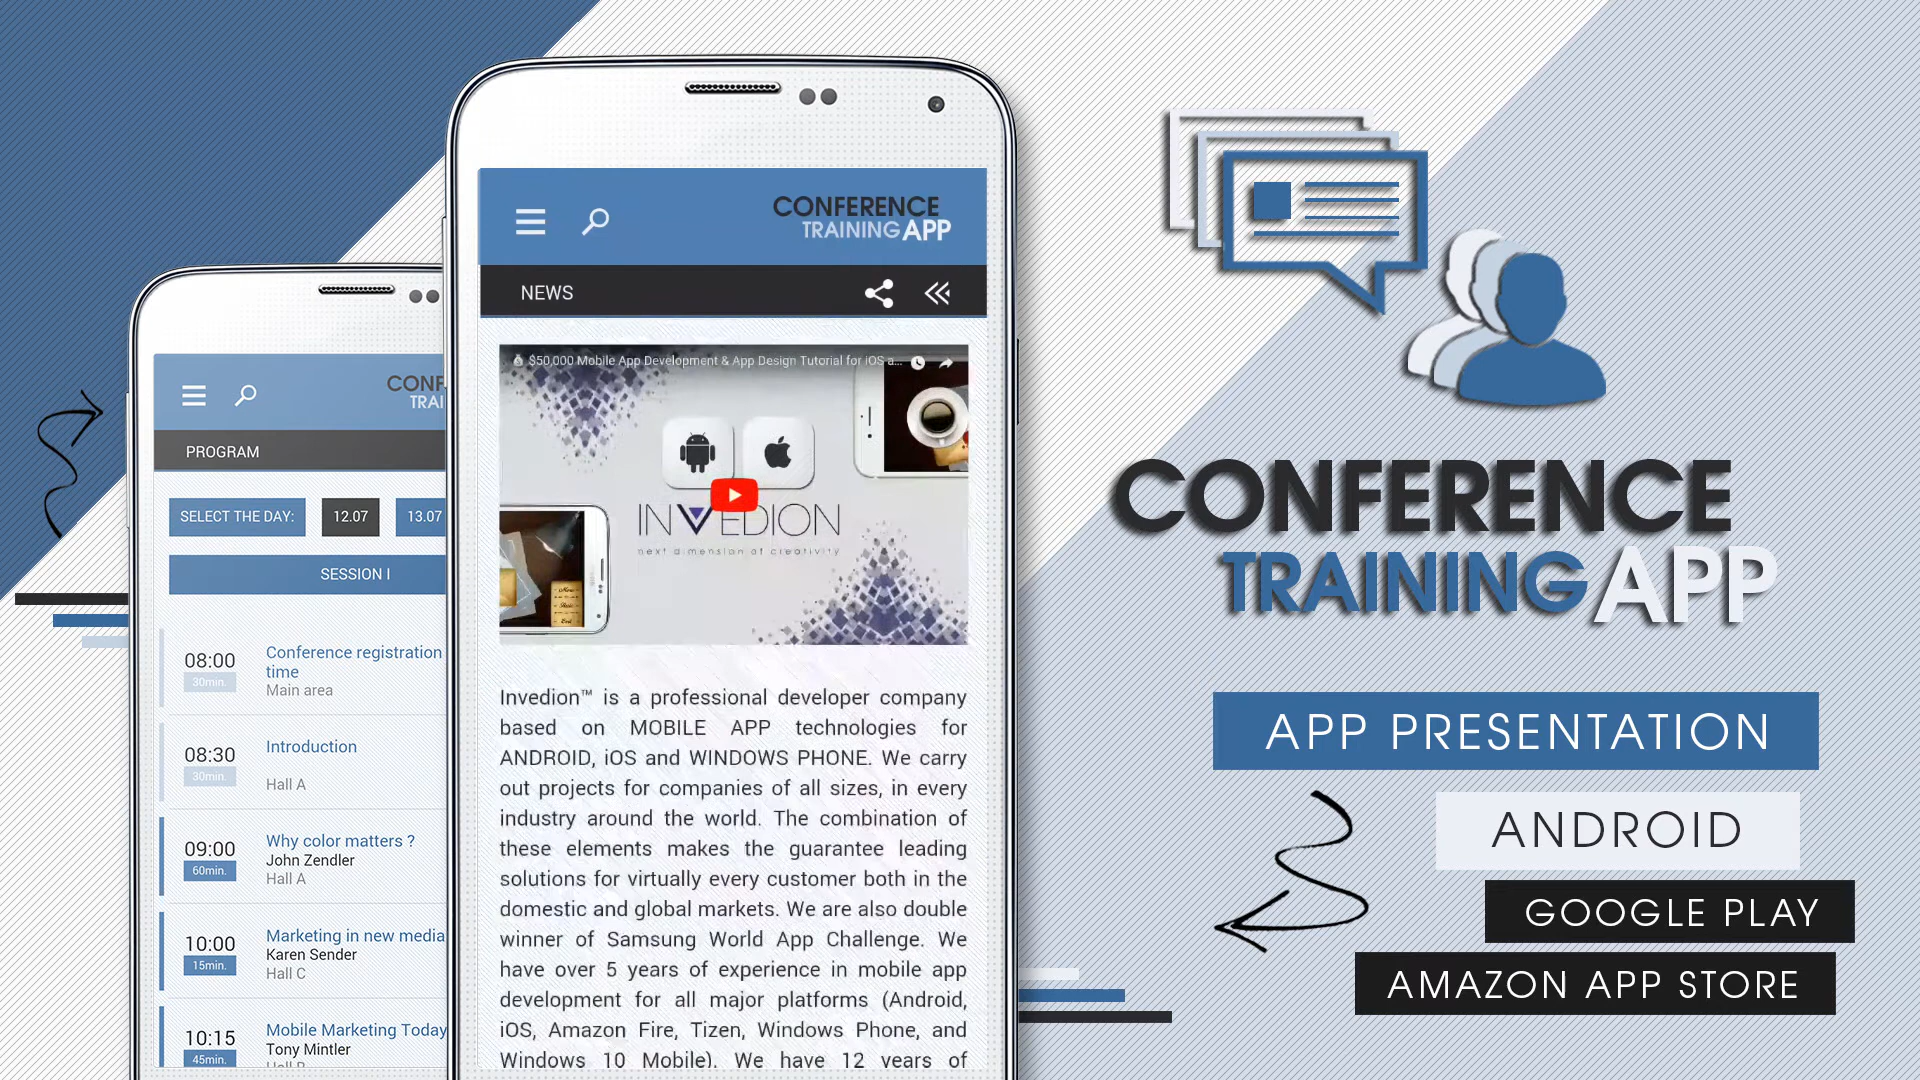 CONFERENCE
TRAINING APP
NEWS
$50,000 Mobile App Development & App Design Tutorial for iOS a...
INVEDION
next dimension of creativity
Invedion™ is a professional developer company
based on MOBILE APP technologies for
ANDROID, iOS and WINDOWS PHONE. We carry
out projects for companies of all sizes, in every
industry around the world. The combination of
these elements makes the guarantee leading
solutions for virtually every customer both in the
domestic and global markets. We are also double
winner of Samsung World App Challenge. We
have over 5 years of experience in mobile app
development for all major platforms (Android,
iOS, Amazon Fire, Tizen, Windows Phone, and
Windows 10 Mobile). We have 12 years of
CONF
TRAI
PROGRAM
SELECT THE DAY:
12.07
13.07
SESSION I
08:00
30min.
Conference registration
time
Main area
08:30
30min.
Introduction
Hall A
09:00
60min.
Why color matters ?
John Zendler
Hall A
10:00
15min.
Marketing in new media
Karen Sender
Hall C
10:15
45min.
Mobile Marketing Today
Tony Mintler
CONFERENCE
TRAINING APP
APP PRESENTATION
ANDROID
GOOGLE PLAY
AMAZON APP STORE